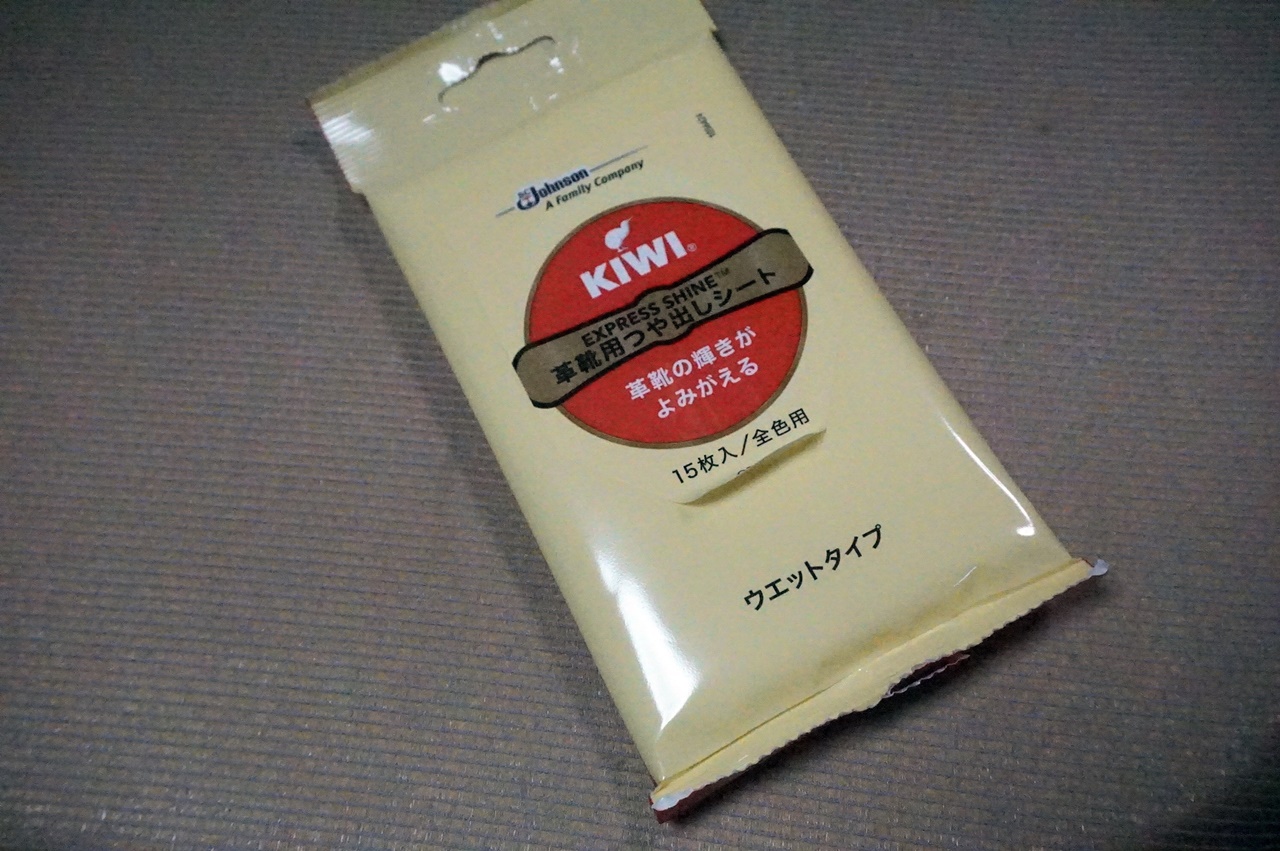 Johnson
A Family Company
KIWI®
EXPRESS SHINE™
革靴用つや出しシート
革靴の輝きが
よみがえる
15枚入/全色用
ウエットタイプ